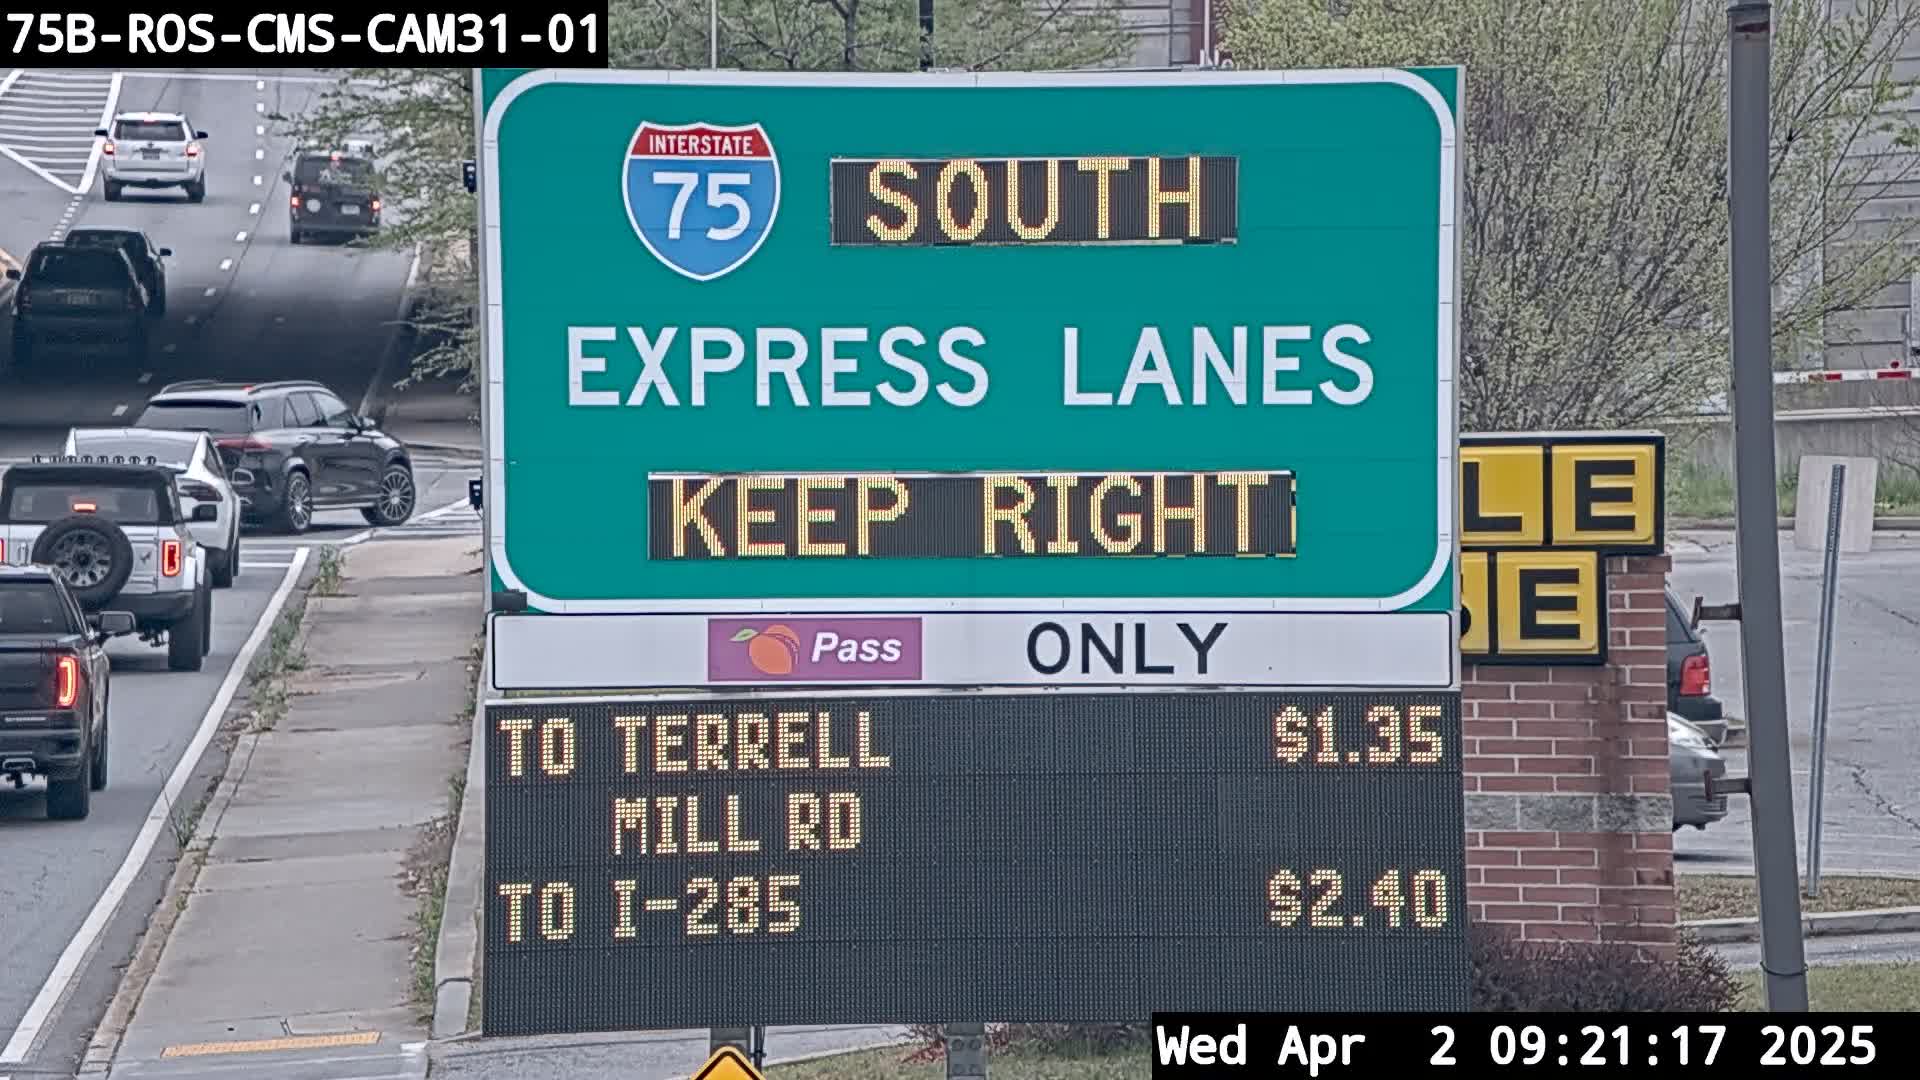 75B-ROS-CMS-CAM31-01
INTERSTATE
75
SOUTH
EXPRESS LANES
KEEP RIGHT
Pass ONLY
TO TERRELL $1.35
MILL RD
TO I-285 $2.40
LE
E
Wed Apr 2 09:21:17 2025